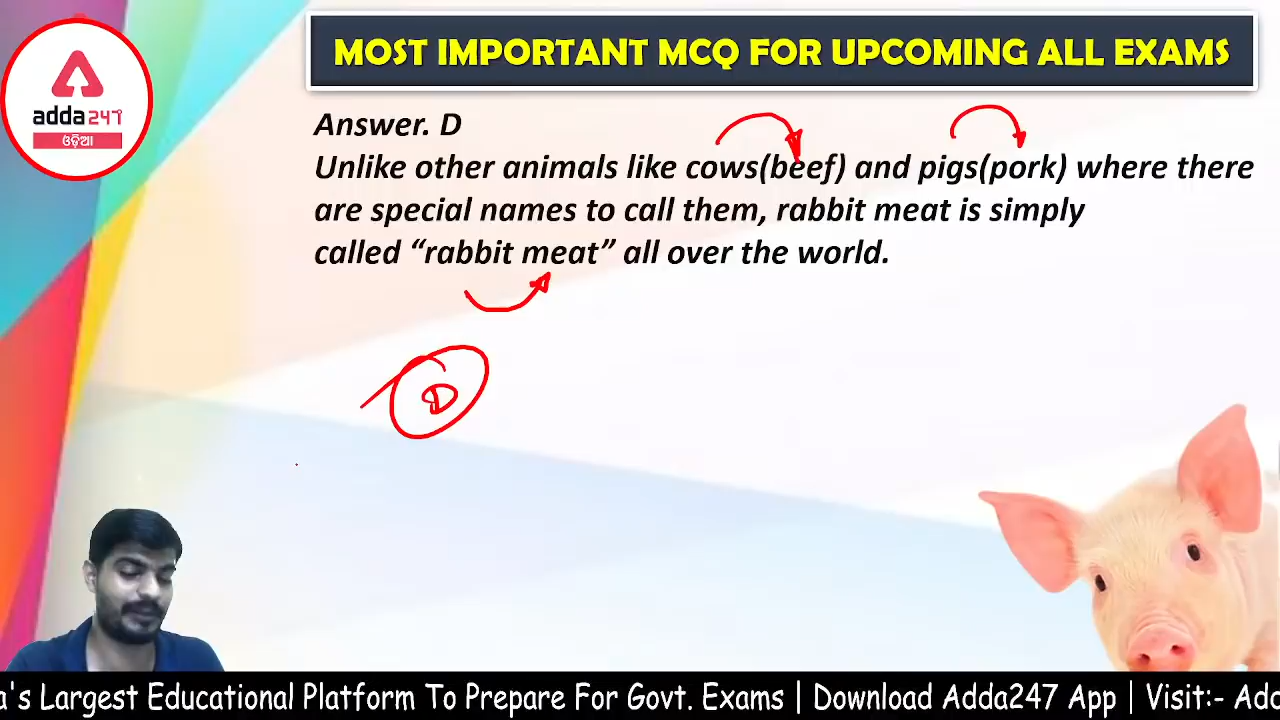 MOST IMPORTANT MCQ FOR UPCOMING ALL EXAMS
adda247
ଓଡ଼ିଆ
Answer. D
Unlike other animals like cows(beef) and pigs(pork) where there
are special names to call them, rabbit meat is simply
called “rabbit meat” all over the world.
D
a's Largest Educational Platform To Prepare For Govt. Exams | Download Adda247 App | Visit:- Add